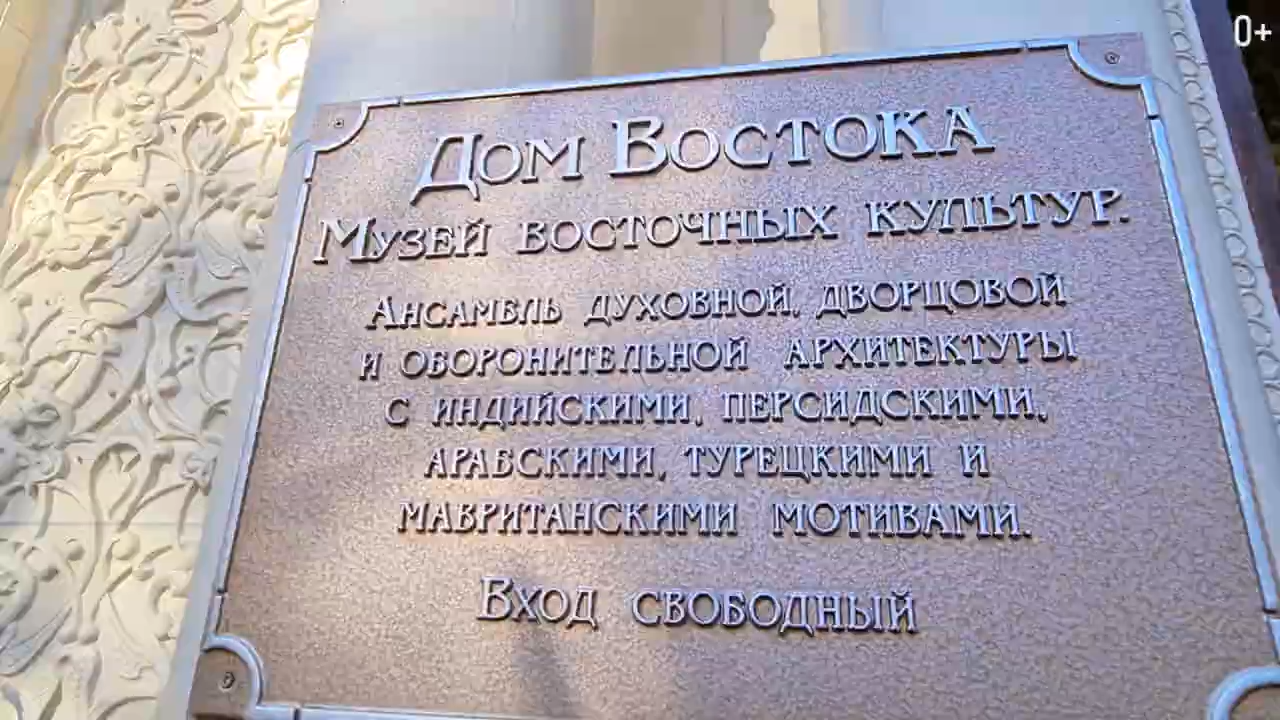 0+
Дом Востока
Музей восточных культур.
Ансамбль духовной, дворцовой
и оборонительной архитектуры
с индийскими, персидскими,
арабскими, турецкими и
мавританскими мотивами.
Вход свободный